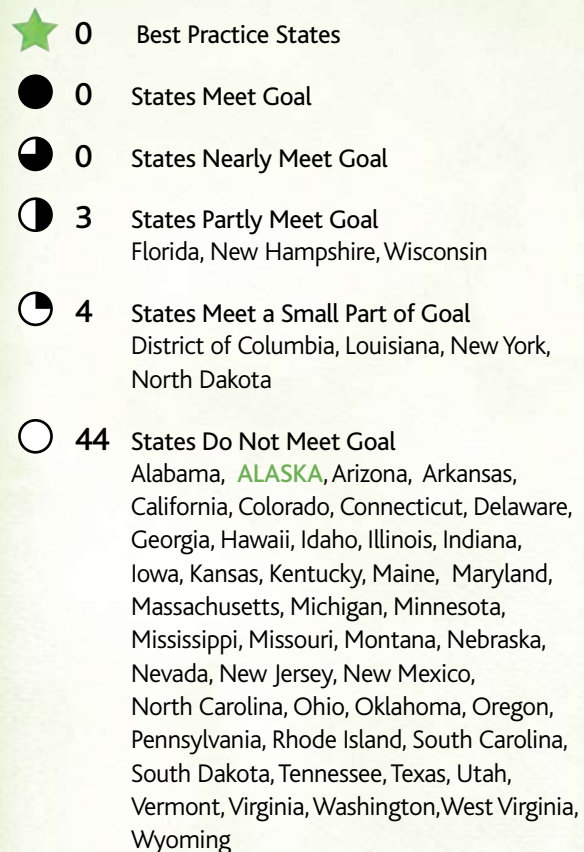 0 Best Practice States
0 States Meet Goal
0 States Nearly Meet Goal
3 States Partly Meet Goal
Florida, New Hampshire, Wisconsin
4 States Meet a Small Part of Goal
District of Columbia, Louisiana, New York,
North Dakota
44 States Do Not Meet Goal
Alabama, ALASKA, Arizona, Arkansas,
California, Colorado, Connecticut, Delaware,
Georgia, Hawaii, Idaho, Illinois, Indiana,
Iowa, Kansas, Kentucky, Maine, Maryland,
Massachusetts, Michigan, Minnesota,
Mississippi, Missouri, Montana, Nebraska,
Nevada, New Jersey, New Mexico,
North Carolina, Ohio, Oklahoma, Oregon,
Pennsylvania, Rhode Island, South Carolina,
South Dakota, Tennessee, Texas, Utah,
Vermont, Virginia, Washington, West Virginia,
Wyoming